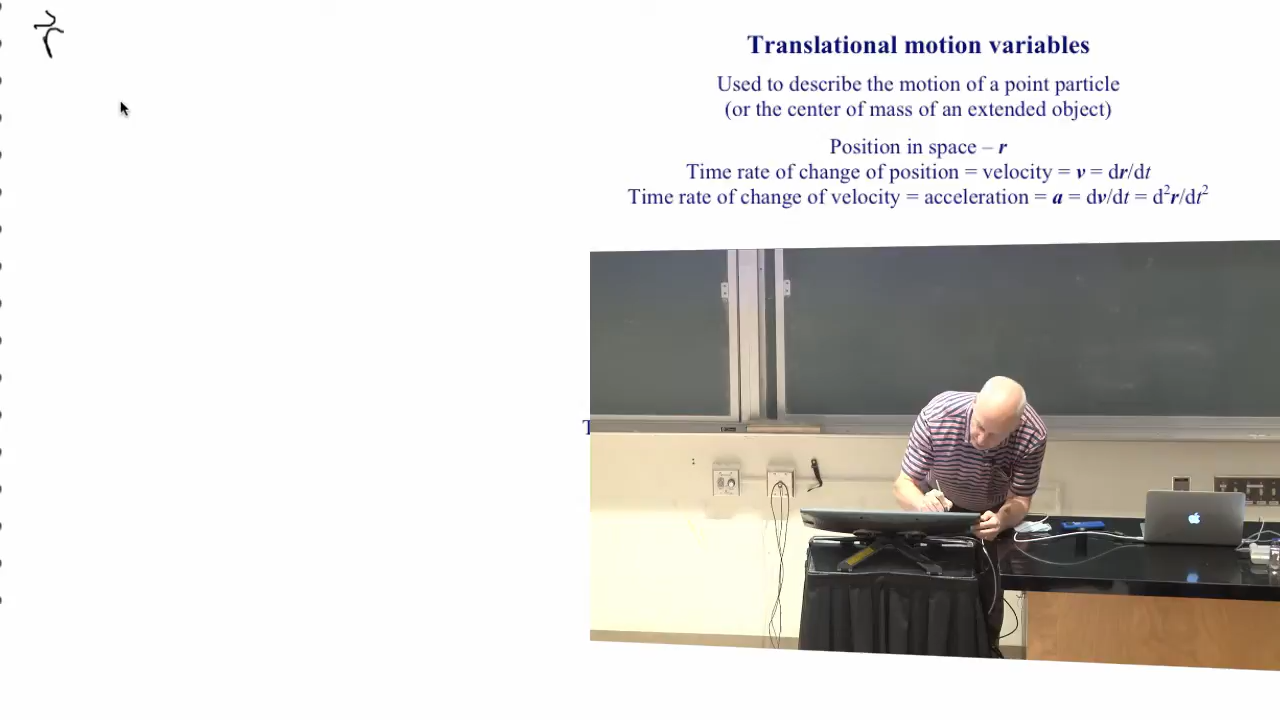 r⃗
Translational motion variables
Used to describe the motion of a point particle
(or the center of mass of an extended object)
Position in space – r
Time rate of change of position = velocity = v = dr/dt
Time rate of change of velocity = acceleration = a = dv/dt = d²r/dt²
T